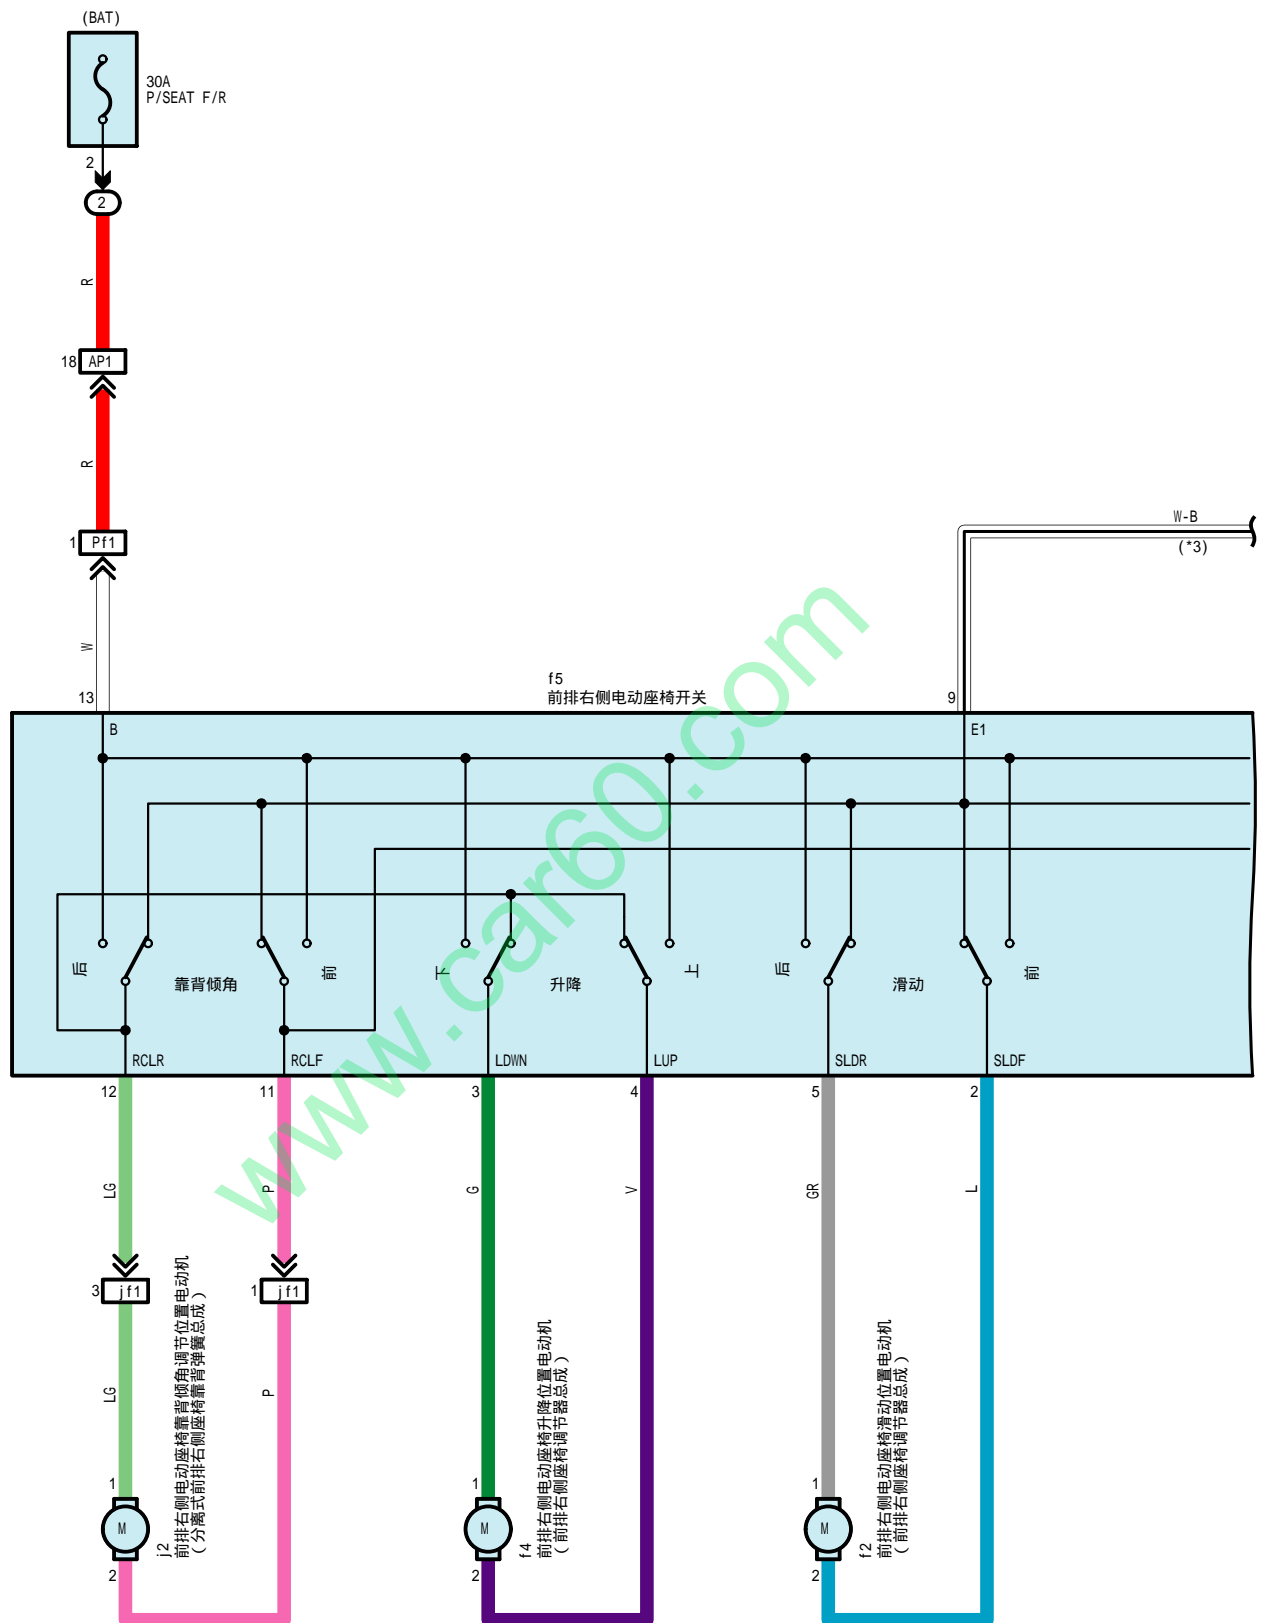 (BAT)
30A
P/SEAT F/R
2
2
R
18 AP1
R
1 Pf1
W
W-B
(*3)
f5
前排右侧电动座椅开关
13
9
B
E1
后
靠背倾角
前
下
升降
上
后
滑动
前
RCLR
RCLF
LDWN
LUP
SLDR
SLDF
12
11
3
4
5
2
LG
P
G
V
GR
L
3 jf1
1 jf1
LG
P
1
1
1
M
M
M
2
2
2
j2
前排右侧电动座椅靠背倾角调节位置电动机
(分离式前排右侧座椅靠背弹簧总成)
f4
前排右侧电动座椅升降位置电动机
(前排右侧座椅调节器总成)
f2
前排右侧电动座椅滑动位置电动机
(前排右侧座椅调节器总成)
www.car60.com